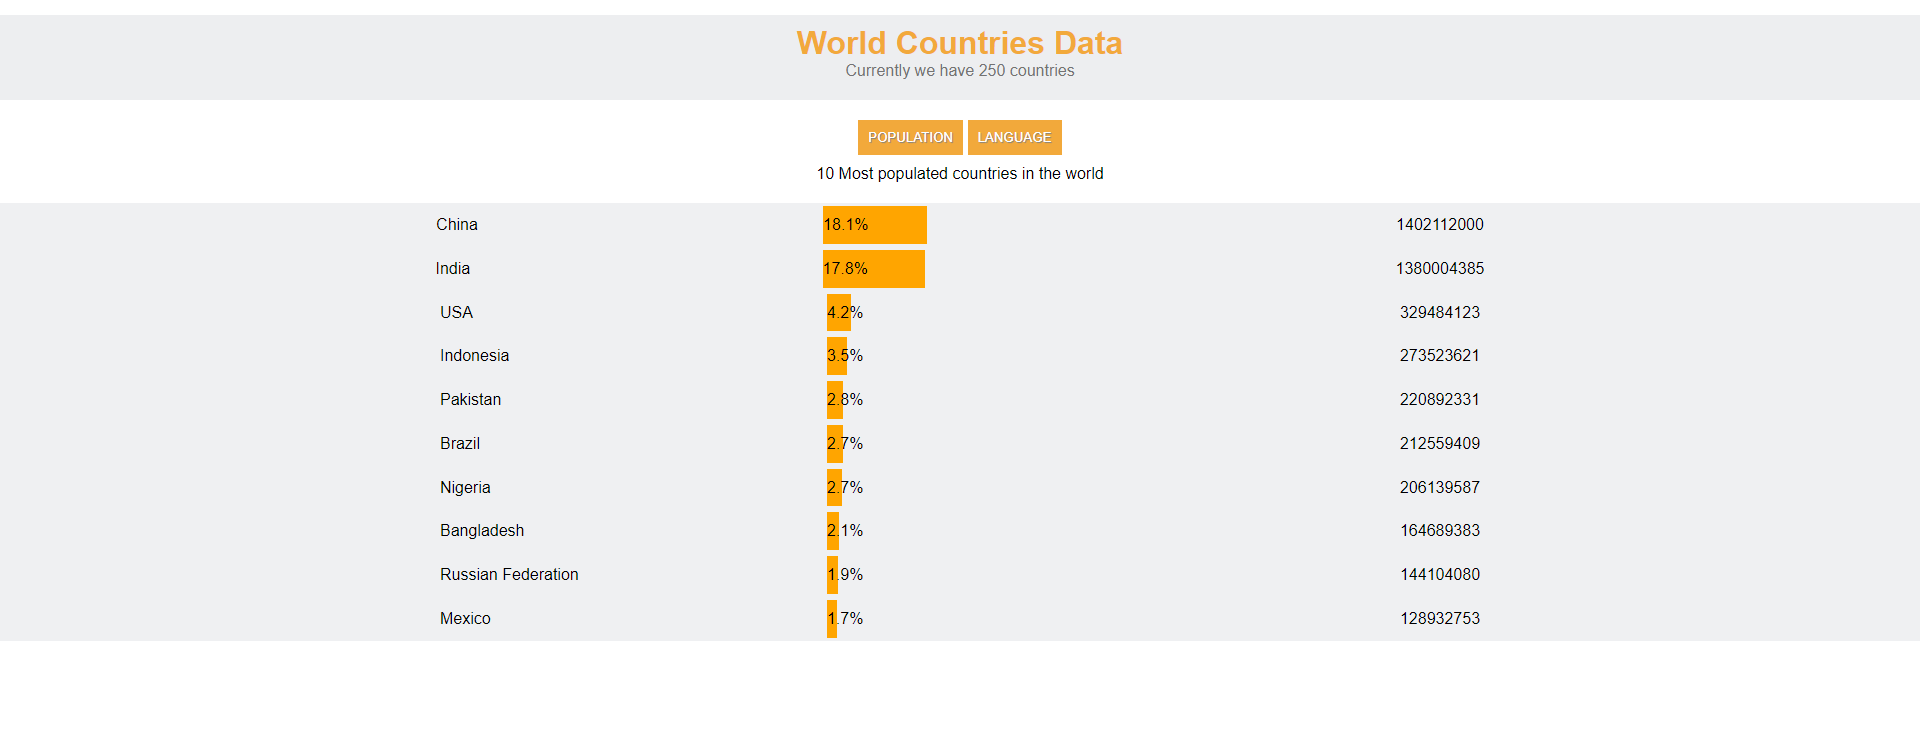 World Countries Data
Currently we have 250 countries
POPULATION LANGUAGE
10 Most populated countries in the world
China 18.1% 1402112000
India 17.8% 1380004385
USA 4.2% 329484123
Indonesia 3.5% 273523621
Pakistan 2.8% 220892331
Brazil 2.7% 212559409
Nigeria 2.7% 206139587
Bangladesh 2.1% 164689383
Russian Federation 1.9% 144104080
Mexico 1.7% 128932753